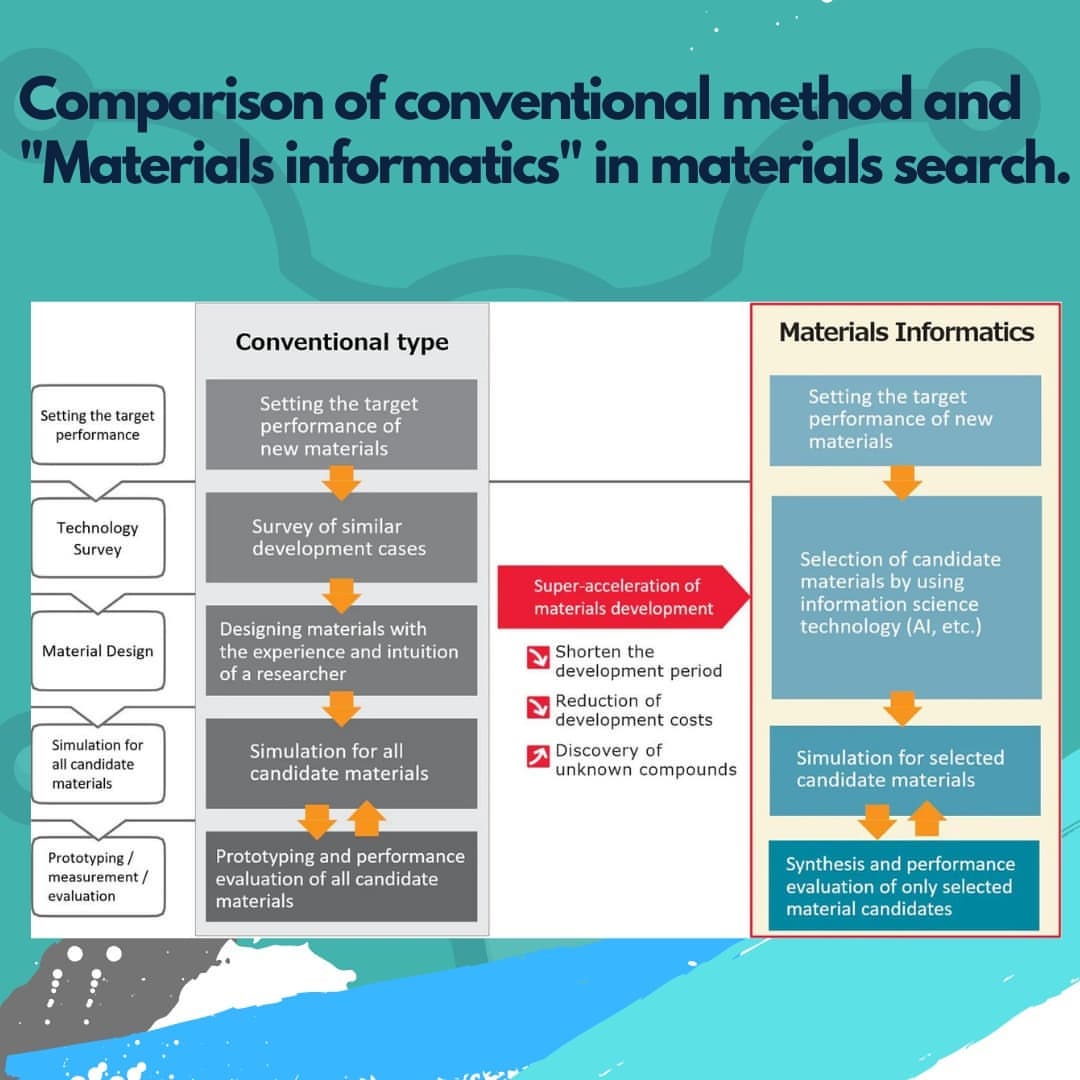 Comparison of conventional method and
"Materials informatics" in materials search.
Setting the target
performance
Technology
Survey
Material Design
Simulation for
all candidate
materials
Prototyping /
measurement /
evaluation
Conventional type
Setting the target
performance of
new materials
Survey of similar
development cases
Designing materials with
the experience and intuition
of a researcher
Simulation for all
candidate materials
Prototyping and performance
evaluation of all candidate
materials
Super-acceleration of
materials development
Shorten the
development period
Reduction of
development costs
Discovery of
unknown compounds
Materials Informatics
Setting the target
performance of new
materials
Selection of candidate
materials by using
information science
technology (AI, etc.)
Simulation for selected
candidate materials
Synthesis and performance
evaluation of only selected
material candidates